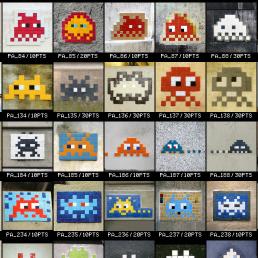 PA_84/10PTS PA_85/20PTS PA_86/10PTS PA_87/10PTS PA_88/30PTS
PA_134/10PTS PA_135/30PTS PA_136/30PTS PA_137/30PTS PA_138/30PTS
PA_184/10PTS PA_185/20PTS PA_186/10PTS PA_187/10PTS PA_188/30PTS
PA_234/10PTS PA_235/10PTS PA_236/20PTS PA_237/20PTS PA_238/10PTS